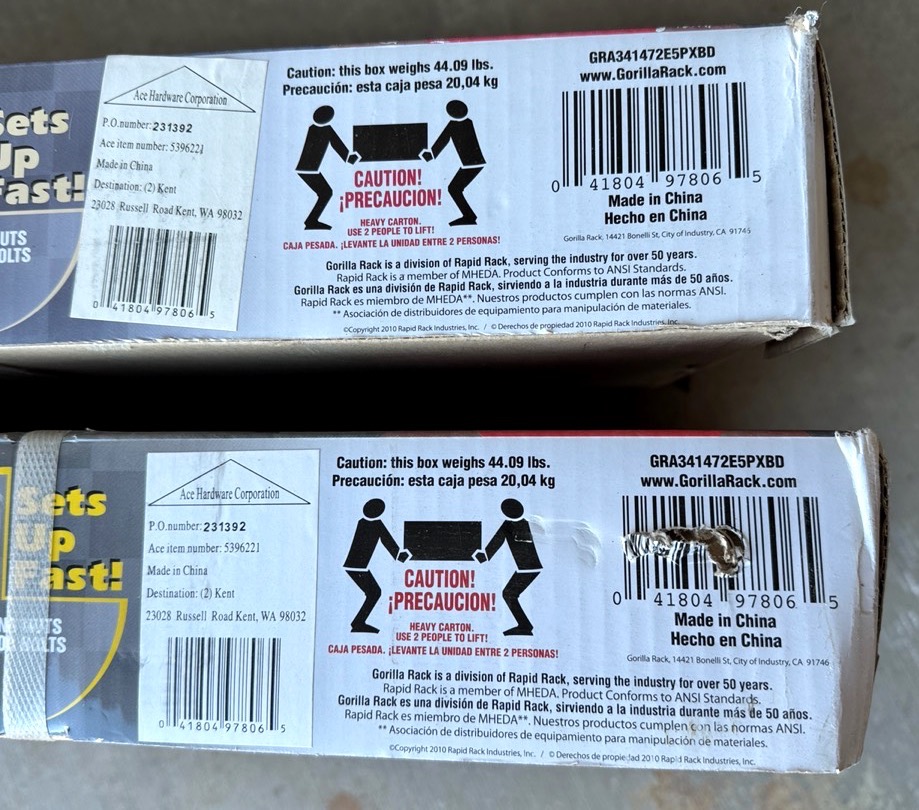 Sets
Up
Fast!
UTS
OLTS
Ace Hardware Corporation
P.O.number:231392
Ace item number: 5396221
Made in China
Destination: (2) Kent
23028 Russell Road Kent, WA 98032
0 41804 97806 5
Caution: this box weighs 44.09 lbs.
Precaución: esta caja pesa 20,04 kg
CAUTION!
¡PRECAUCION!
HEAVY CARTON.
USE 2 PEOPLE TO LIFT!
CAJA PESADA. ¡LEVANTE LA UNIDAD ENTRE 2 PERSONAS!
GRA341472E5PXBD
www.GorillaRack.com
0 41804 97806 5
Made in China
Hecho en China
Gorilla Rack, 14421 Bonelli St, City of Industry, CA 91745
Gorilla Rack is a division of Rapid Rack, serving the industry for over 50 years.
Rapid Rack is a member of MHEDA. Product Conforms to ANSI Standards.
Gorilla Rack es una división de Rapid Rack, sirviendo a la industria durante más de 50 años.
Rapid Rack es miembro de MHEDA**. Nuestros productos cumplen con las normas ANSI.
** Asociación de distribuidores de equipamiento para manipulación de materiales.
©Copyright 2010 Rapid Rack Industries, Inc. / © Derechos de propiedad 2010 Rapid Rack Industries, Inc.
Sets
Up
Fast!
UTS
OLTS
Ace Hardware Corporation
P.O.number:231392
Ace item number: 5396221
Made in China
Destination: (2) Kent
23028 Russell Road Kent, WA 98032
0 41804 97806 5
Caution: this box weighs 44.09 lbs.
Precaución: esta caja pesa 20,04 kg
CAUTION!
¡PRECAUCION!
HEAVY CARTON.
USE 2 PEOPLE TO LIFT!
CAJA PESADA. ¡LEVANTE LA UNIDAD ENTRE 2 PERSONAS!
GRA341472E5PXBD
www.GorillaRack.com
0 41804 97806 5
Made in China
Hecho en China
Gorilla Rack, 14421 Bonelli St, City of Industry, CA 91746
Gorilla Rack is a division of Rapid Rack, serving the industry for over 50 years.
Rapid Rack is a member of MHEDA. Product Conforms to ANSI Standards.
Gorilla Rack es una división de Rapid Rack, sirviendo a la industria durante más de 50 años.
Rapid Rack es miembro de MHEDA**. Nuestros productos cumplen con las normas ANSI.
** Asociación de distribuidores de equipamiento para manipulación de materiales.
©Copyright 2010 Rapid Rack Industries, Inc. / © Derechos de propiedad 2010 Rapid Rack Industries, Inc.